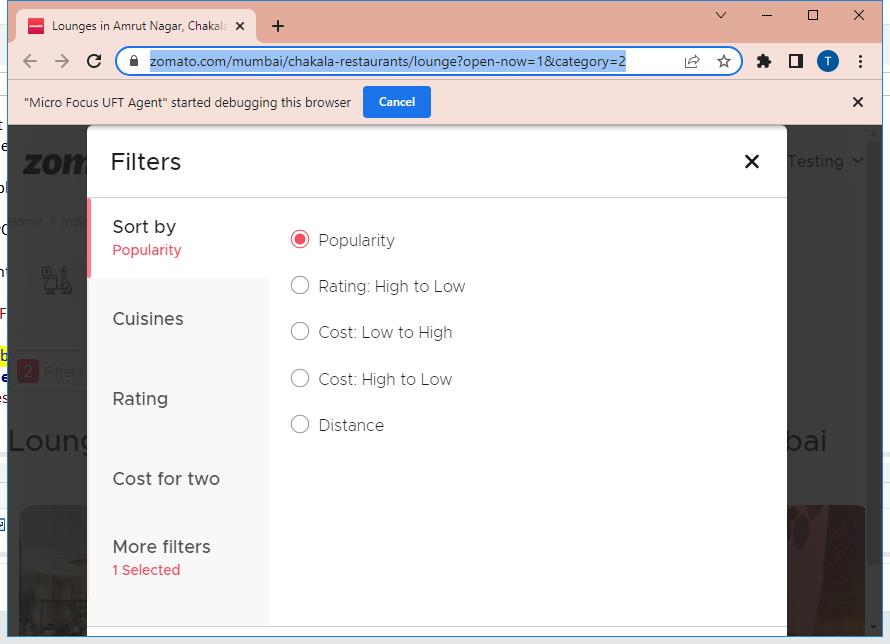 zomato Lounges in Amrut Nagar, Chakala
zomato.com/mumbai/chakala-restaurants/lounge?open-now=1&category=2
T
"Micro Focus UFT Agent" started debugging this browser Cancel
Filters
zom
Testing
Home / Indi
Sort by
Popularity
Cuisines
Rating
Cost for two
More filters
1 Selected
Popularity
Rating: High to Low
Cost: Low to High
Cost: High to Low
Distance
2 Filters
Loung
bai